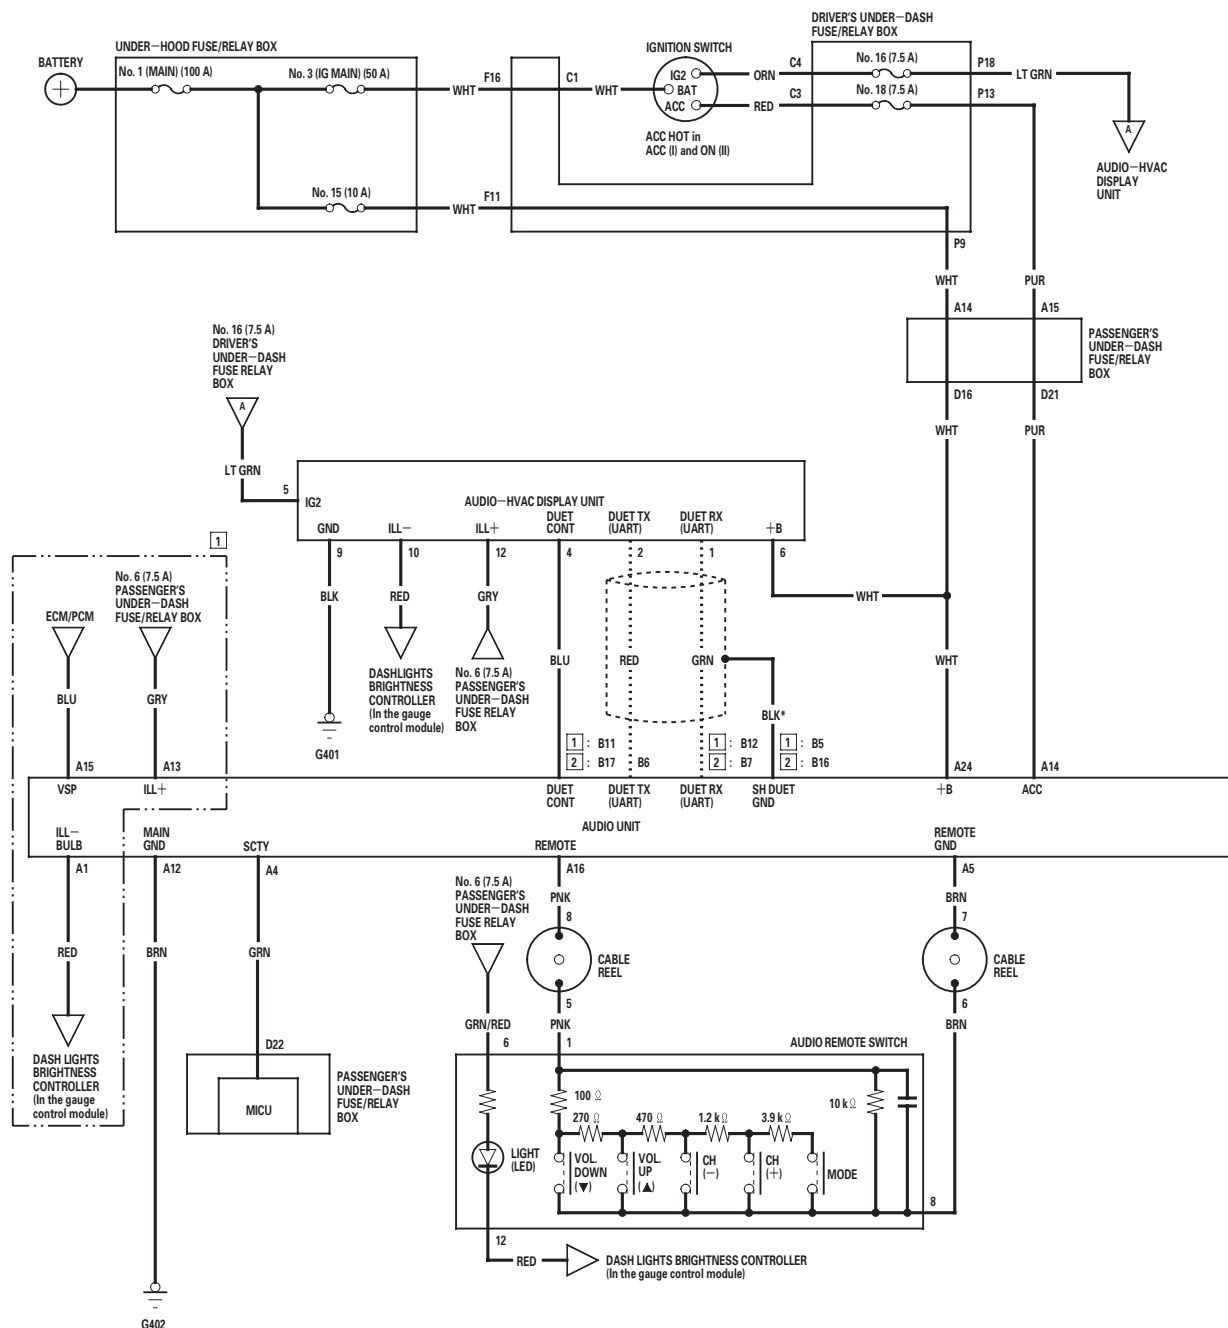 DRIVER'S UNDER−DASH
FUSE/RELAY BOX
UNDER−HOOD FUSE/RELAY BOX
IGNITION SWITCH
BATTERY
No. 1 (MAIN) (100 A)
No. 3 (IG MAIN) (50 A)
F16
C1
WHT
WHT
IG2
BAT
ACC
ORN
C4
No. 16 (7.5 A)
P18
LT GRN
RED
C3
No. 18 (7.5 A)
P13
ACC HOT in
ACC (I) and ON (II)
A
AUDIO−HVAC
DISPLAY
UNIT
No. 15 (10 A)
F11
WHT
P9
WHT
PUR
A14
A15
PASSENGER'S
UNDER−DASH
FUSE/RELAY
BOX
D16
D21
WHT
PUR
No. 16 (7.5 A)
DRIVER'S
UNDER−DASH
FUSE RELAY
BOX
A
LT GRN
5
IG2
AUDIO−HVAC DISPLAY UNIT
GND
ILL−
ILL+
DUET
CONT
DUET TX
(UART)
DUET RX
(UART)
+B
9
10
12
4
2
1
6
1
BLK
RED
GRY
WHT
No. 6 (7.5 A)
PASSENGER'S
UNDER−DASH
FUSE/RELAY BOX
ECM/PCM
BLU
RED
GRN
WHT
DASHLIGHTS
BRIGHTNESS
CONTROLLER
(In the gauge
control module)
No. 6 (7.5 A)
PASSENGER'S
UNDER−DASH
FUSE RELAY
BOX
BLU
GRY
BLK*
G401
1 : B11
2 : B17
B6
1 : B12
2 : B7
1 : B5
2 : B16
A15
A13
A24
A14
VSP
ILL+
DUET
CONT
DUET TX
(UART)
DUET RX
(UART)
SH DUET
GND
+B
ACC
AUDIO UNIT
ILL−
BULB
MAIN
GND
SCTY
REMOTE
REMOTE
GND
A1
A12
A4
A16
A5
No. 6 (7.5 A)
PASSENGER'S
UNDER−DASH
FUSE RELAY
BOX
PNK
8
BRN
7
RED
BRN
GRN
CABLE
REEL
CABLE
REEL
5
6
GRN/RED
PNK
BRN
6
1
AUDIO REMOTE SWITCH
D22
DASH LIGHTS
BRIGHTNESS
CONTROLLER
(In the gauge
control module)
MICU
PASSENGER'S
UNDER−DASH
FUSE/RELAY
BOX
100 Ω
270 Ω
470 Ω
1.2 k Ω
3.9 k Ω
10 k Ω
LIGHT
(LED)
VOL.
DOWN
(▼)
VOL.
UP
(▲)
CH
(−)
CH
(+)
MODE
8
12
RED
DASH LIGHTS BRIGHTNESS CONTROLLER
(In the gauge control module)
G402